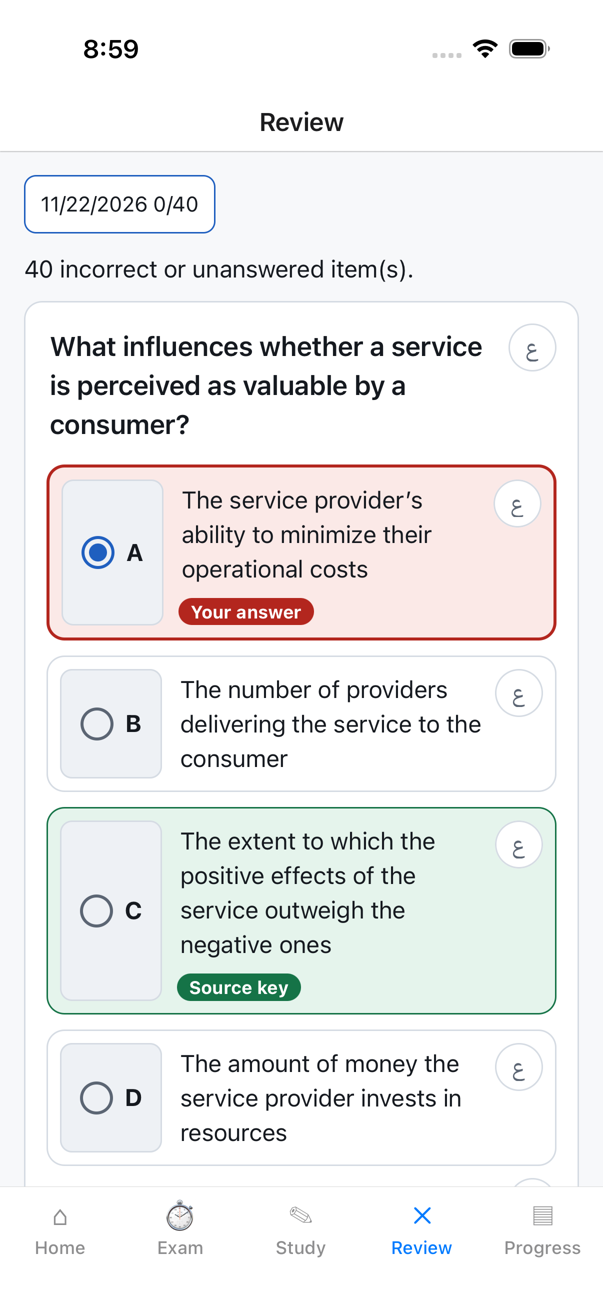 8:59
Review
11/22/2026 0/40
40 incorrect or unanswered item(s).
What influences whether a service
is perceived as valuable by a
consumer?
ع
A
The service provider’s
ability to minimize their
operational costs
ع
Your answer
B
The number of providers
delivering the service to the
consumer
ع
C
The extent to which the
positive effects of the
service outweigh the
negative ones
ع
Source key
D
The amount of money the
service provider invests in
resources
ع
Home
Exam
Study
Review
Progress